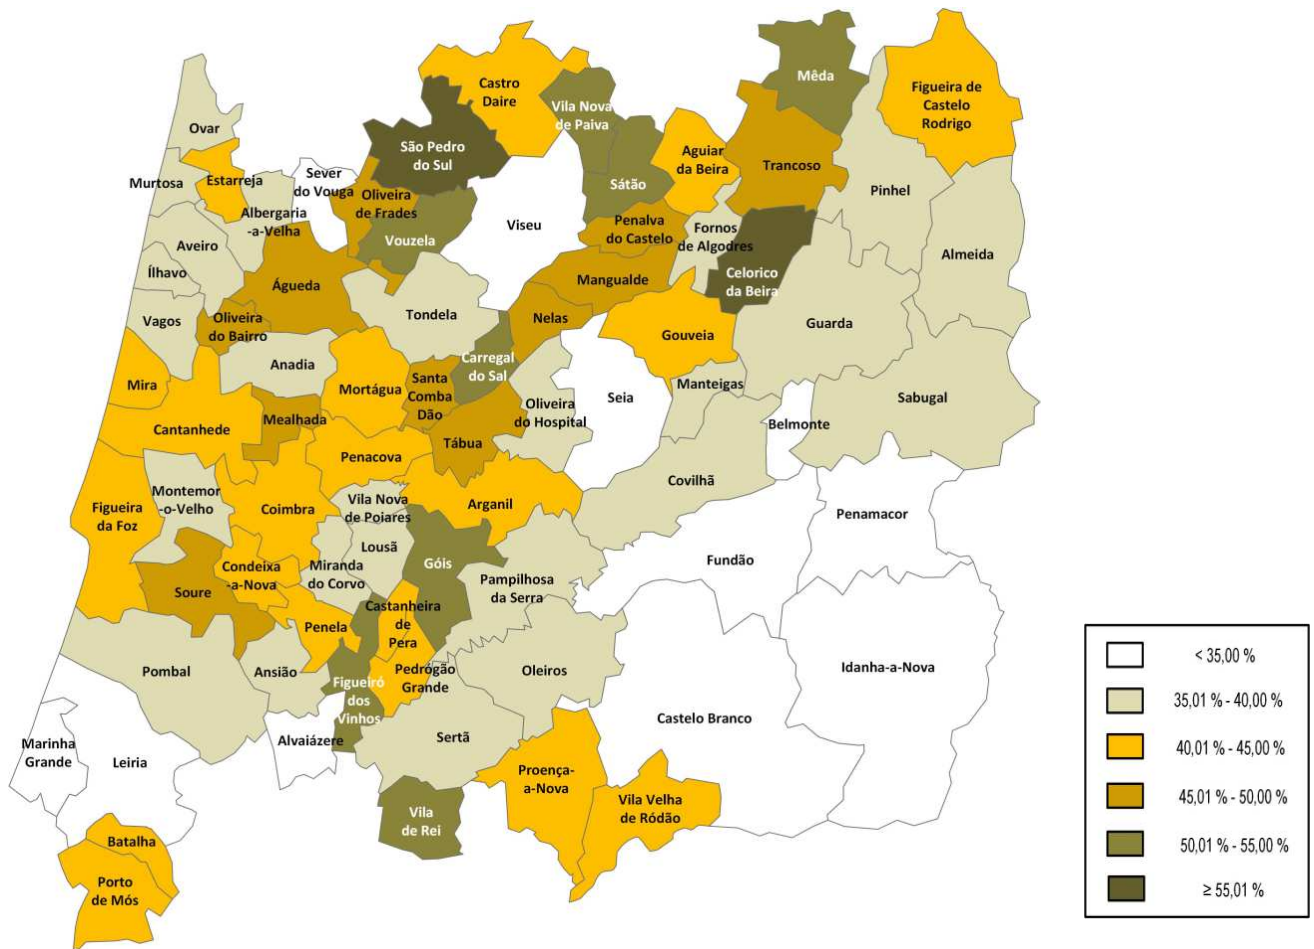 Castro
Daire
Mêda
Figueira de
Castelo
Rodrigo
Vila Nova
de Paiva
Ovar
São Pedro
do Sul
Aguiar
da Beira
Trancoso
Murtosa
Estarreja
Sever
do Vouga
Oliveira
de Frades
Sátão
Pinhel
Albergaria
-a-Velha
Viseu
Penalva
do Castelo
Fornos
de Algodres
Aveiro
Vouzela
Almeida
Ílhavo
Águeda
Mangualde
Celorico
da Beira
Vagos
Oliveira
do Bairro
Tondela
Nelas
Gouveia
Guarda
Anadia
Carregal
do Sal
Mira
Mortágua
Santa
Comba
Dão
Manteigas
Seia
Sabugal
Oliveira
do Hospital
Belmonte
Cantanhede
Mealhada
Tábua
Penacova
Covilhã
Montemor
-o-Velho
Vila Nova
de Poiares
Arganil
Figueira
da Foz
Coimbra
Penamacor
Lousã
Góis
Fundão
Condeixa
-a-Nova
Miranda
do Corvo
Pampilhosa
da Serra
Soure
Castanheira
de
Pera
Penela
Pombal
Ansião
Figueiró
dos
Vinhos
Pedrógão
Grande
Oleiros
Idanha-a-Nova
Castelo Branco
Alvaiázere
Sertã
Marinha
Grande
Leiria
Proença-
a-Nova
Vila Velha
de Ródão
Vila
de Rei
Batalha
Porto
de Mós
< 35,00 %
35,01 % - 40,00 %
40,01 % - 45,00 %
45,01 % - 50,00 %
50,01 % - 55,00 %
≥ 55,01 %